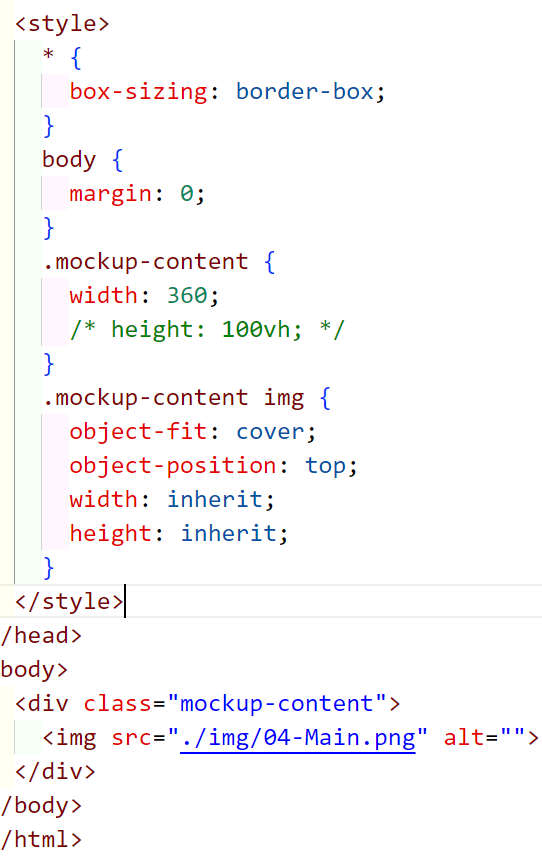 <style>
* {
box-sizing: border-box;
}
body {
margin: 0;
}
.mockup-content {
width: 360;
/* height: 100vh; */
}
.mockup-content img {
object-fit: cover;
object-position: top;
width: inherit;
height: inherit;
}
</style>
/head>
body>
<div class="mockup-content">
<img src="./img/04-Main.png" alt="">
</div>
/body>
/html>